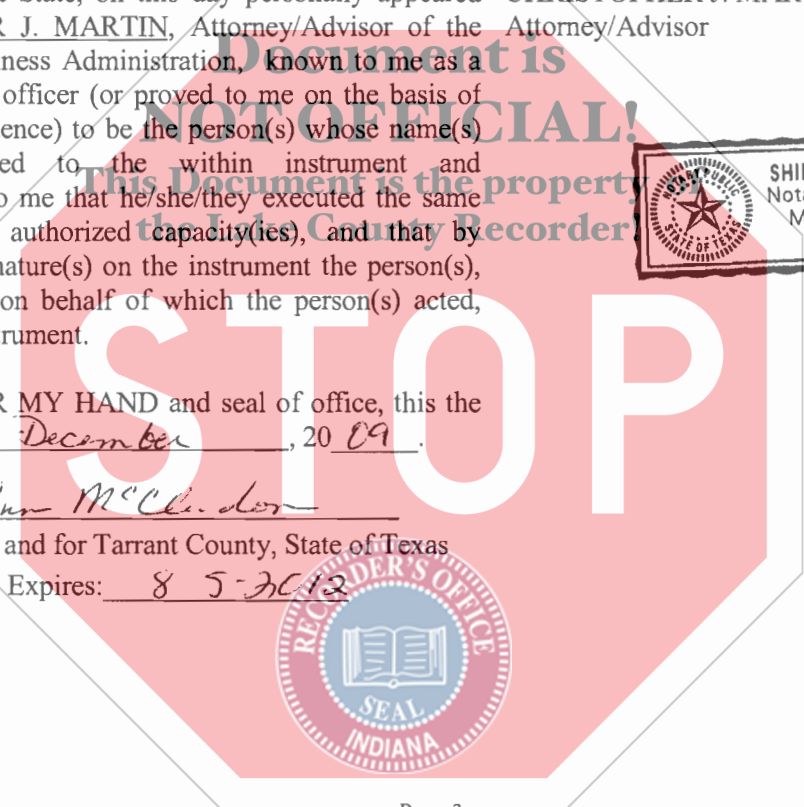 State, on this day personally appeared
R J. MARTIN, Attorney/Advisor of the
Attorney/Advisor
ness Administration, known to me as a
officer (or proved to me on the basis of
ence) to be the person(s) whose name(s)
ed to the within instrument and
o me that he/she/they executed the same
authorized capacity(ies), and that by
nature(s) on the instrument the person(s),
on behalf of which the person(s) acted,
rument.
Document is
NOT OFFICIAL!
This Document is the property
the Lake County Recorder!
NOTARY PUBLIC
STATE OF TEXAS
SHI
Nota
M
STOP
R MY HAND and seal of office, this the
December, 20 09.
McClendon
and for Tarrant County, State of Texas
Expires: 8 5-2012
RECORDER'S OFFICE
SEAL
INDIANA